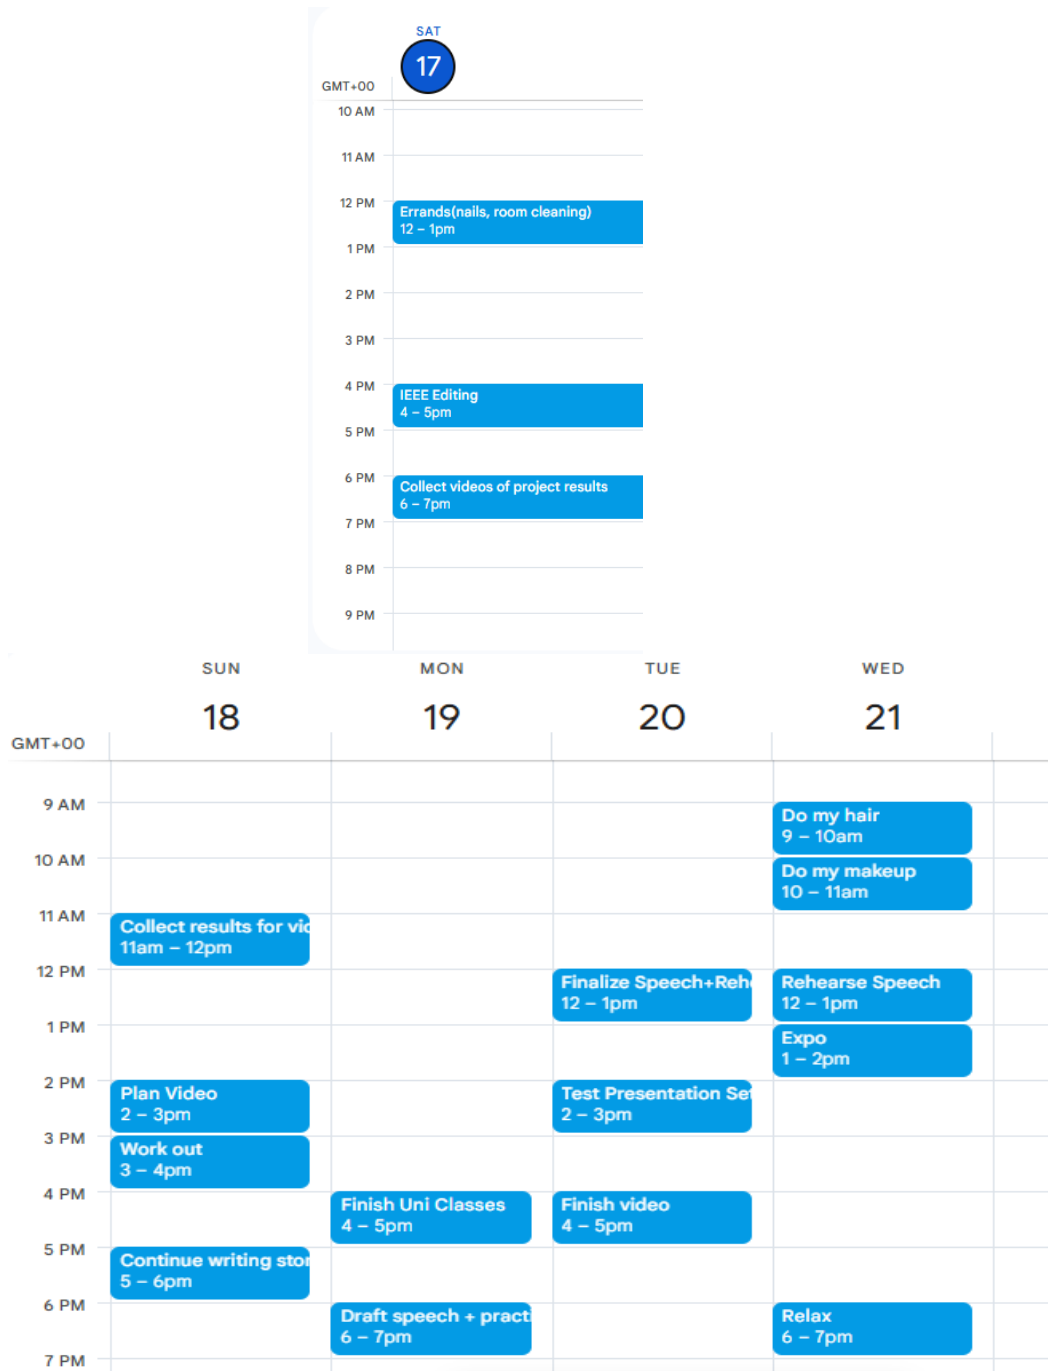 SAT
17
GMT+00
10 AM
11 AM
12 PM
Errands(nails, room cleaning)
12 – 1pm
1 PM
2 PM
3 PM
4 PM
IEEE Editing
4 – 5pm
5 PM
6 PM
Collect videos of project results
6 – 7pm
7 PM
8 PM
9 PM
SUN MON TUE WED
18 19 20 21
GMT+00
9 AM
Do my hair
9 – 10am
10 AM
Do my makeup
10 – 11am
11 AM
Collect results for vic
11am – 12pm
12 PM
Finalize Speech+Reh
12 – 1pm
Rehearse Speech
12 – 1pm
1 PM
Expo
1 – 2pm
2 PM
Plan Video
2 – 3pm
Test Presentation Se
2 – 3pm
3 PM
Work out
3 – 4pm
4 PM
Finish Uni Classes
4 – 5pm
Finish video
4 – 5pm
5 PM
Continue writing stor
5 – 6pm
6 PM
Draft speech + practi
6 – 7pm
Relax
6 – 7pm
7 PM